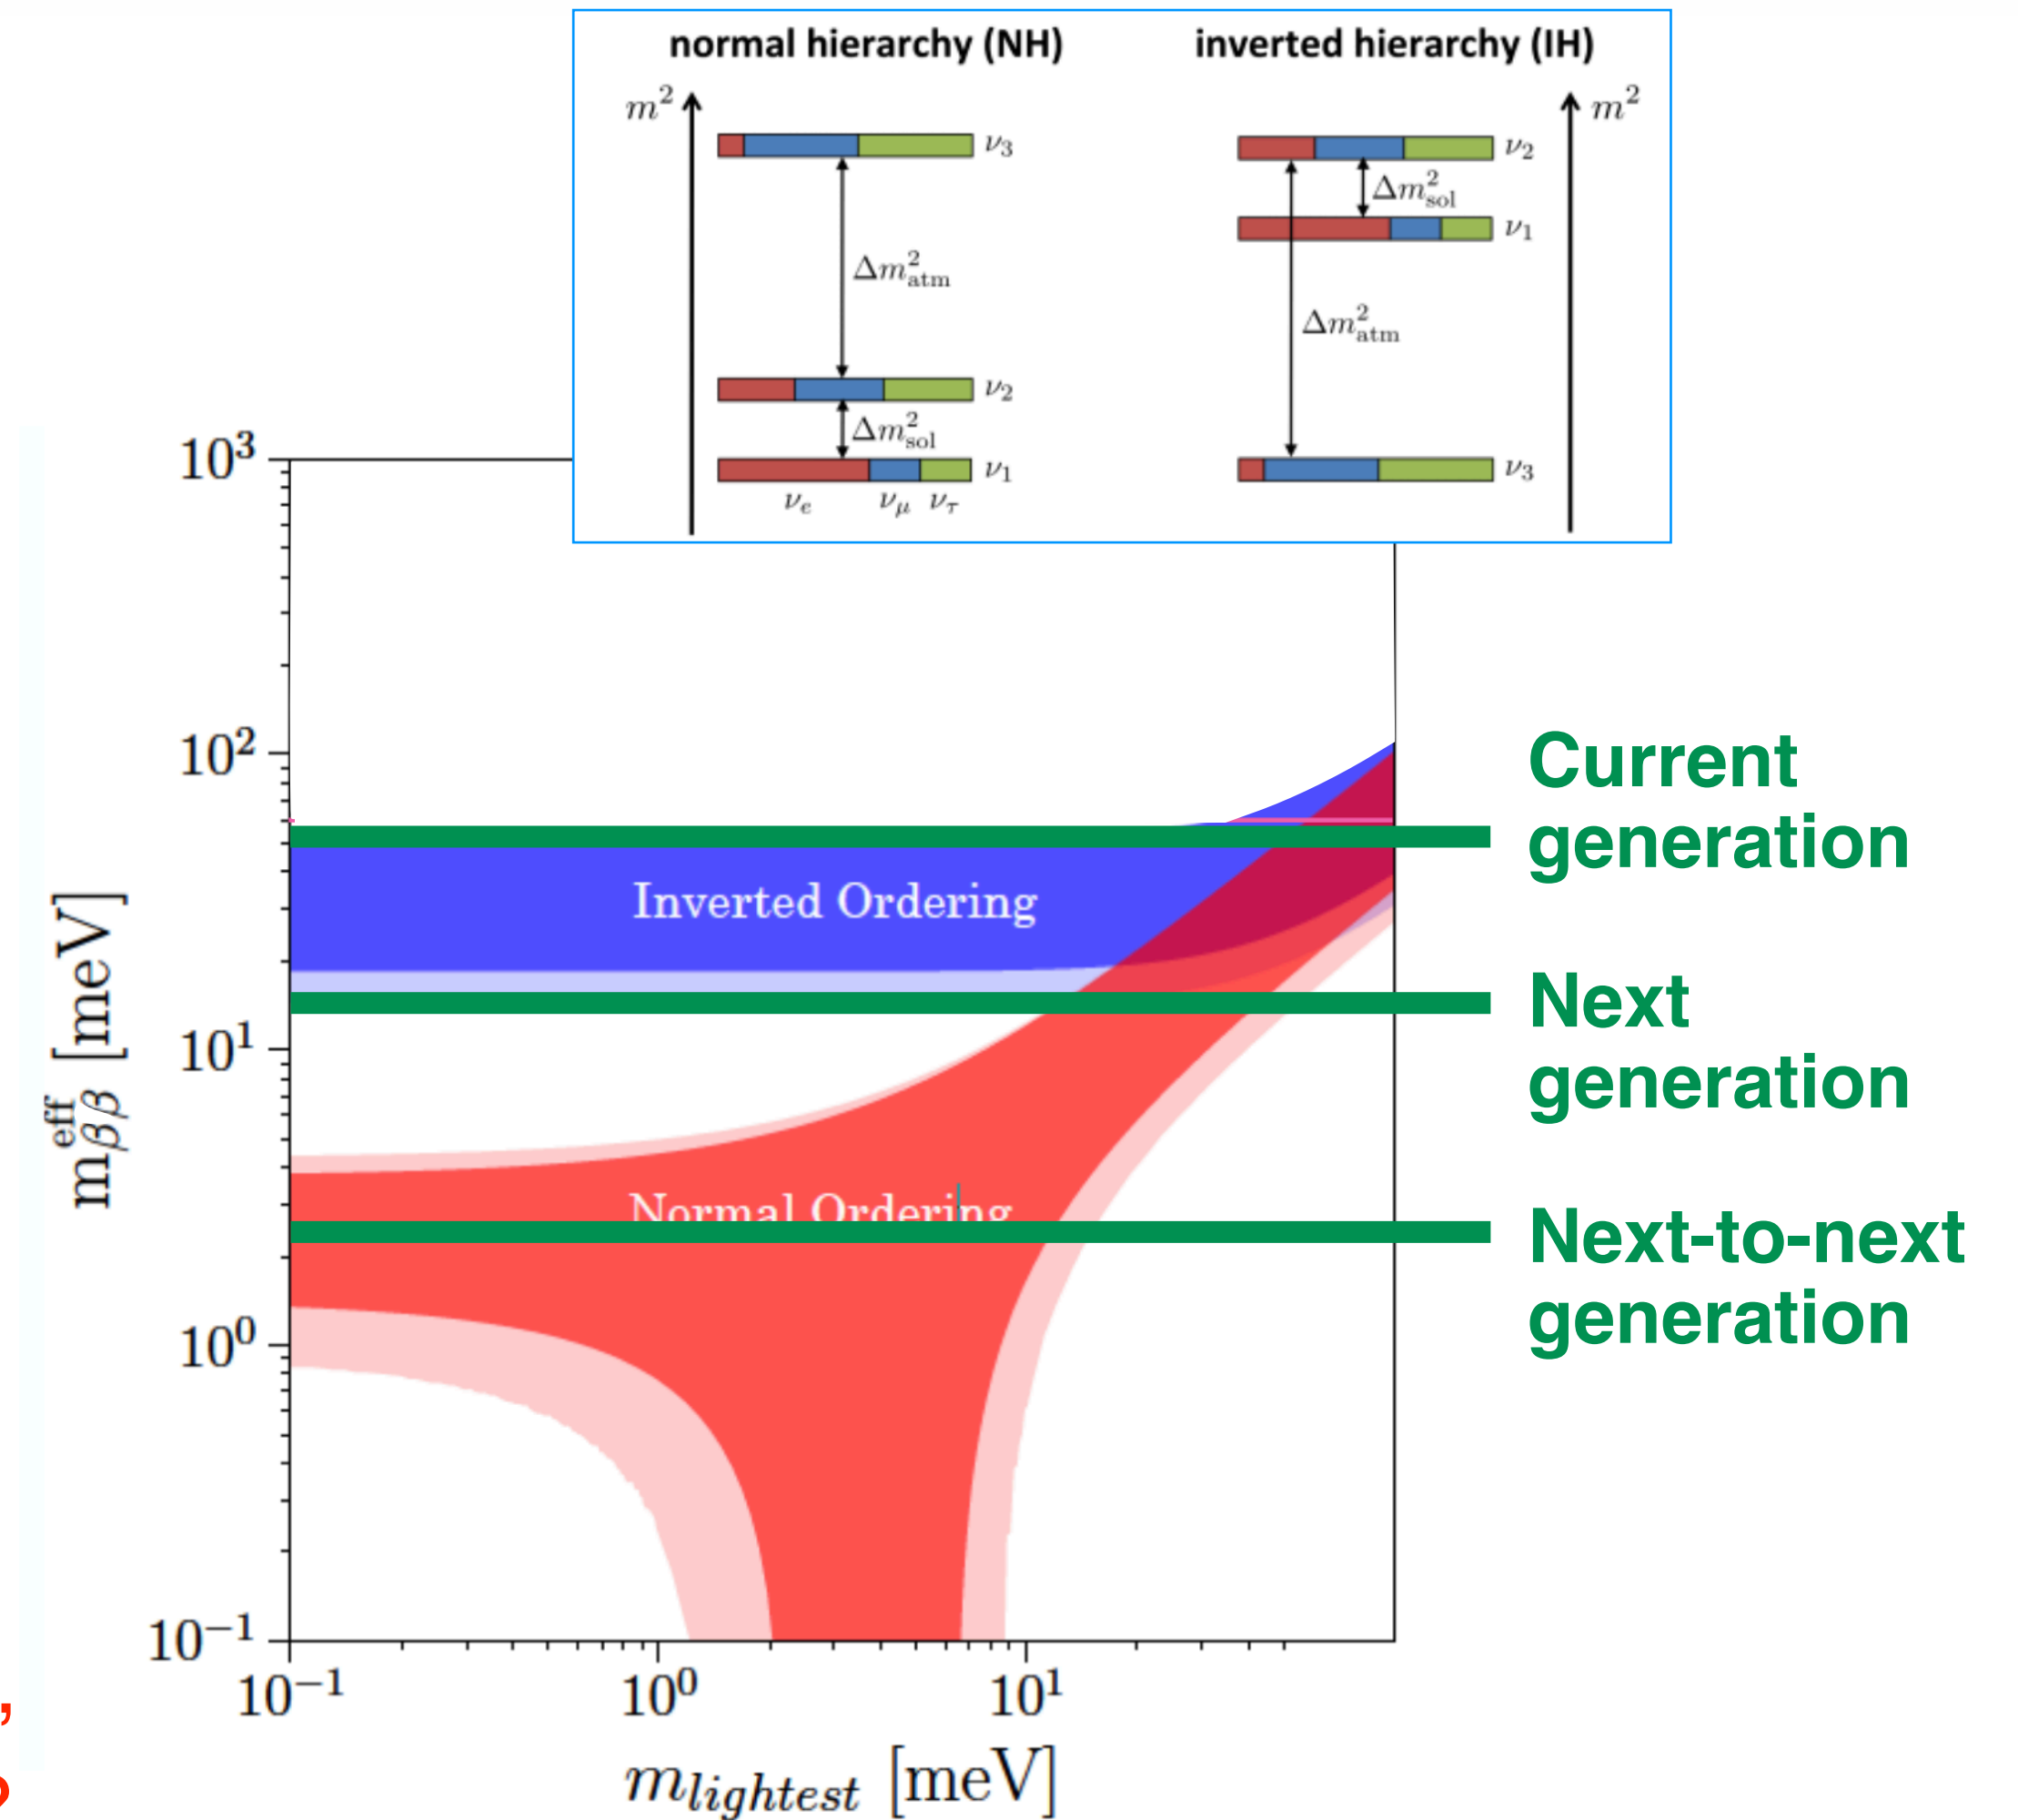 normal hierarchy (NH)
inverted hierarchy (IH)
m²
ν₃
Δm²atm
ν₂
Δm²sol
ν₁
νe νμ ντ
m²
ν₂
Δm²sol
ν₁
Δm²atm
ν₃
10³
10²
10¹
10⁰
10⁻¹
m^eff_ββ [meV]
Inverted Ordering
Normal Ordering
Current
generation
Next
generation
Next-to-next
generation
10⁻¹ 10⁰ 10¹
m_lightest [meV]